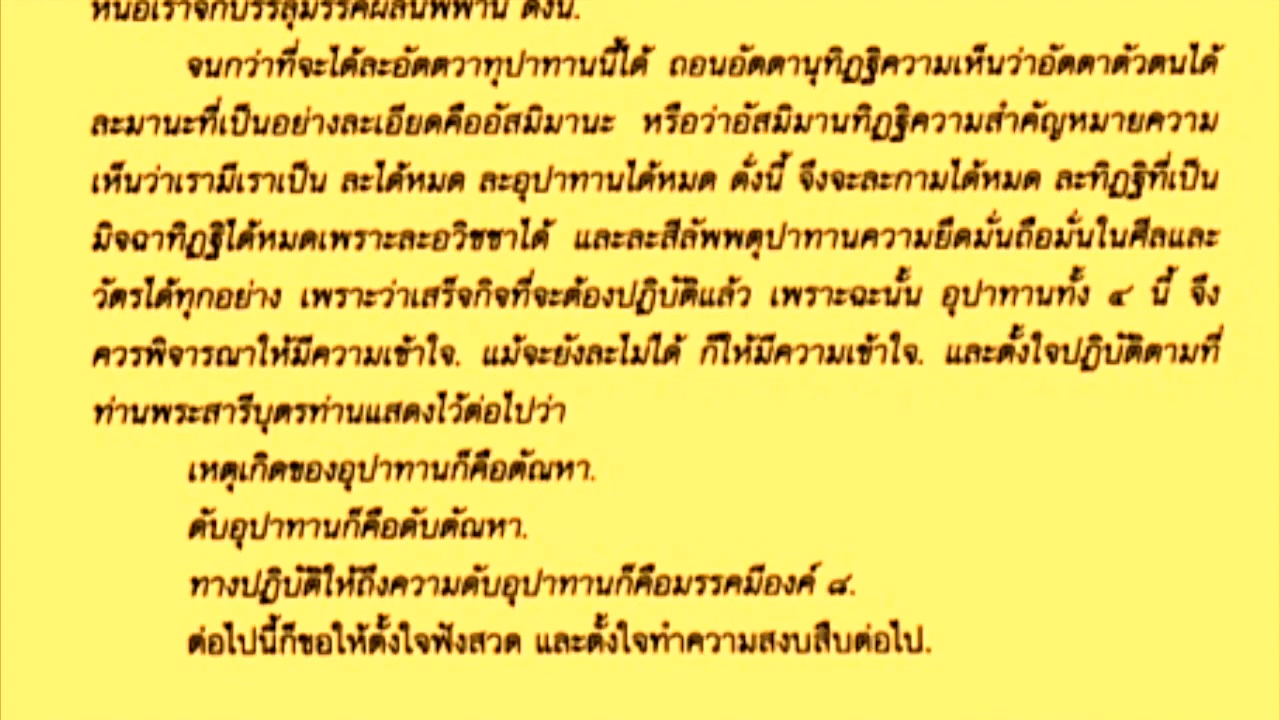 หนอเราจักบรรลุมรรคผลนิพพาน ดังนี้.
จนกว่าที่จะได้ละอัตตวาทุปาทานนี้ได้ ถอนอัตตานุทิฏฐิความเห็นว่าอัตตาตัวตนได้
ละมานะที่เป็นอย่างละเอียดคืออัสมิมานะ หรือว่าอัสมิมานทิฏฐิความสำคัญหมายความ
เห็นว่าเรามีเราเป็น ละได้หมด ละอุปาทานได้หมด ดั่งนี้ จึงจะละกามได้หมด ละทิฏฐิที่เป็น
มิจฉาทิฏฐิได้หมดเพราะละอวิชชาได้ และละสีลัพพตุปาทานความยึดมั่นถือมั่นในศีลและ
วัตรได้ทุกอย่าง เพราะว่าเสร็จกิจที่จะต้องปฏิบัติแล้ว เพราะฉะนั้น อุปาทานทั้ง ๔ นี้ จึง
ควรพิจารณาให้มีความเข้าใจ. แม้จะยังละไม่ได้ ก็ให้มีความเข้าใจ. และตั้งใจปฏิบัติตามที่
ท่านพระสารีบุตรท่านแสดงไว้ต่อไปว่า
เหตุเกิดของอุปาทานก็คือตัณหา.
ดับอุปาทานก็คือดับตัณหา.
ทางปฏิบัติให้ถึงความดับอุปาทานก็คือมรรคมีองค์ ๘.
ต่อไปนี้ก็ขอให้ตั้งใจฟังสวด และตั้งใจทำความสงบสืบต่อไป.